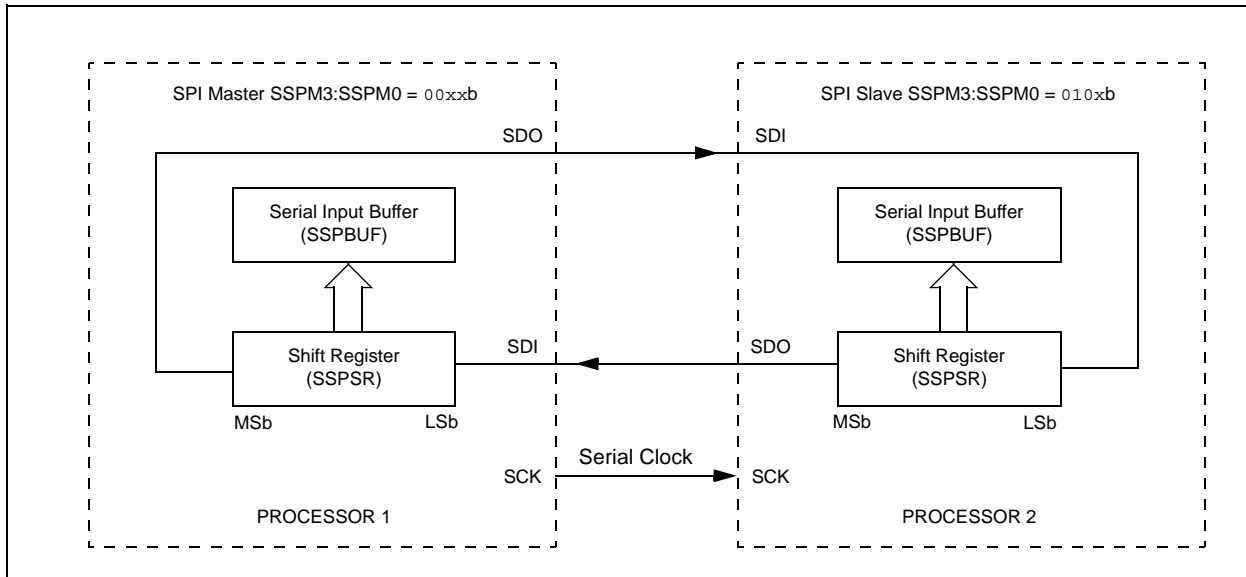 SPI Master SSPM3:SSPM0 = 00xxb
SDO
Serial Input Buffer
(SSPBUF)
Shift Register
(SSPSR)
MSb
LSb
SDI
SCK
PROCESSOR 1
Serial Clock
SPI Slave SSPM3:SSPM0 = 010xb
SDI
Serial Input Buffer
(SSPBUF)
SDO
Shift Register
(SSPSR)
MSb
LSb
SCK
PROCESSOR 2